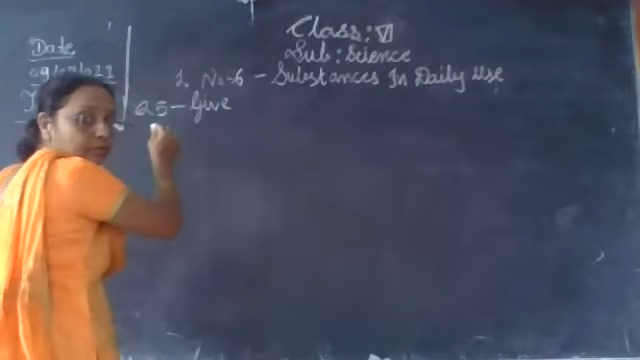 Class: VI
Sub: Science
Date
L. No-6 - Substances In Daily Use
Q5- Give